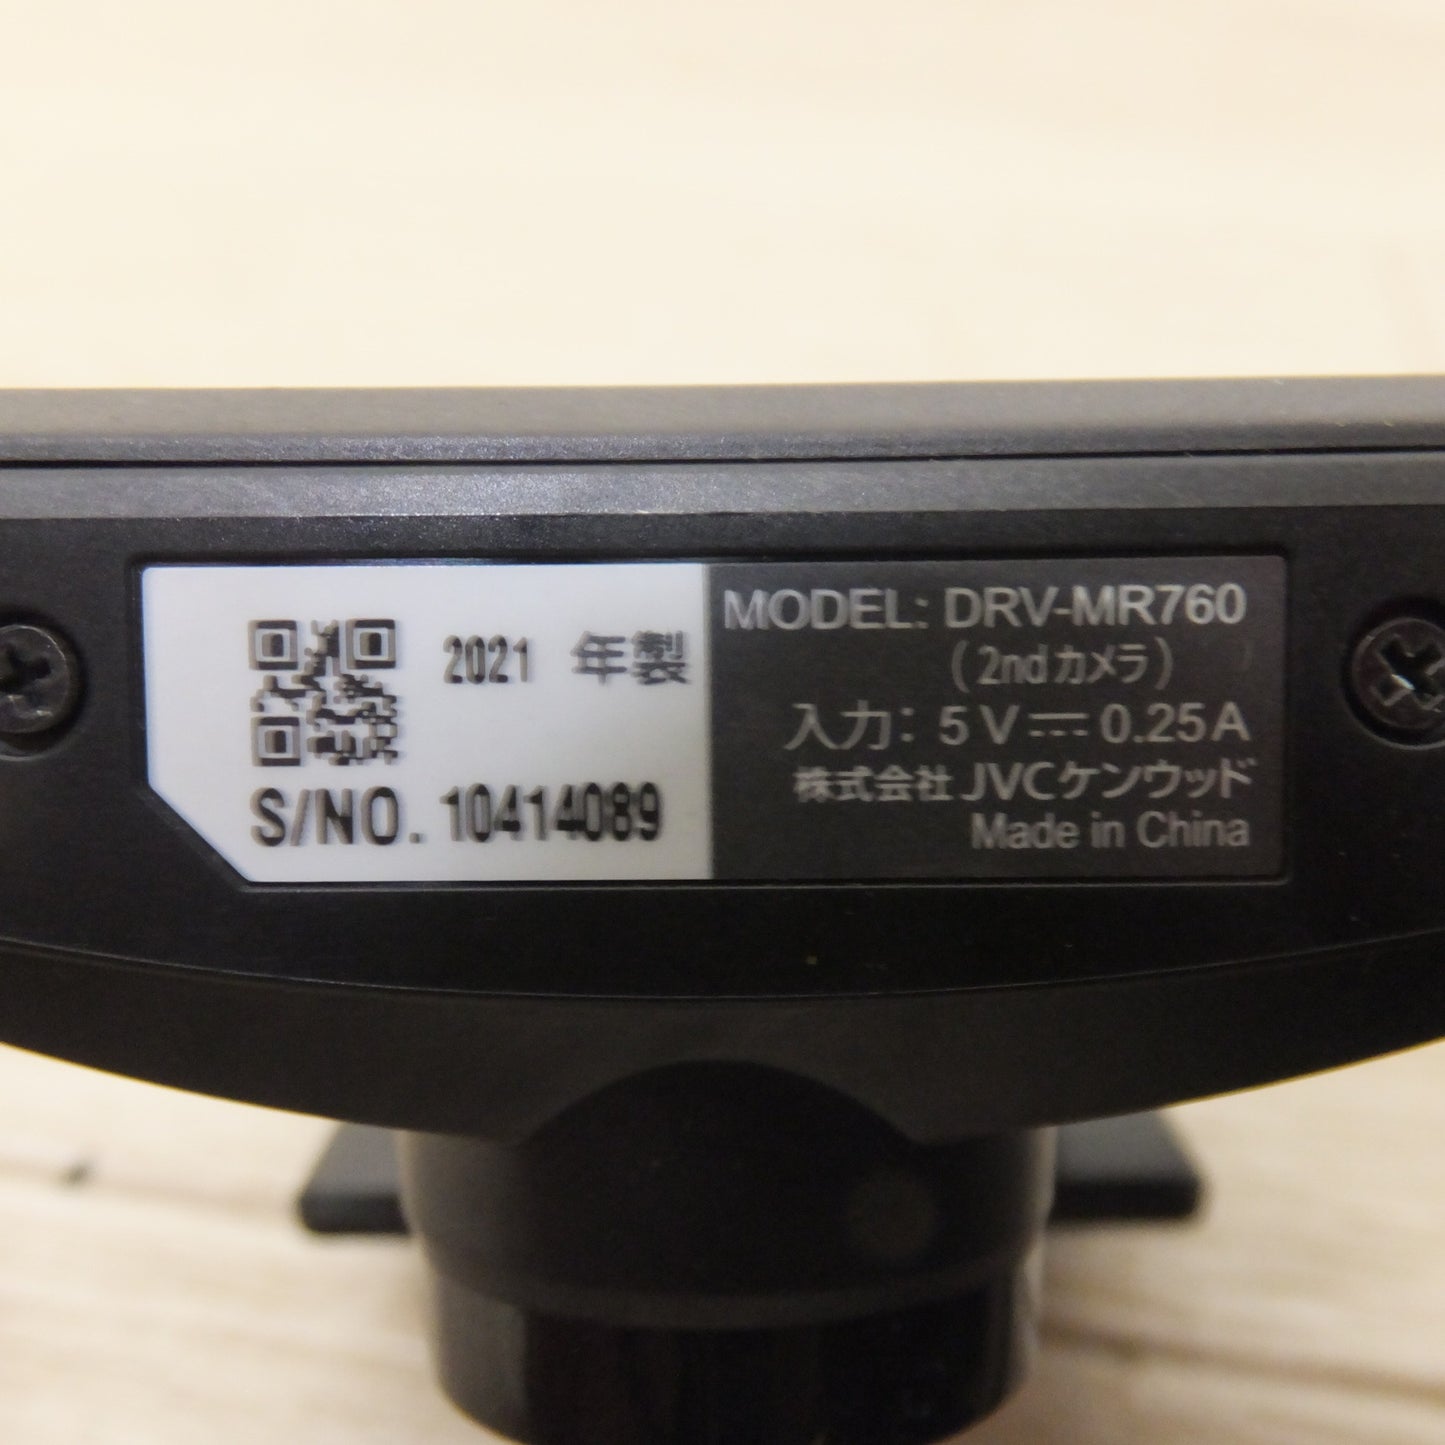 2021 年製
S/NO. 10414089
MODEL: DRV-MR760
(2ndカメラ)
入力: 5V⎓0.25A
株式会社JVCケンウッド
Made in China